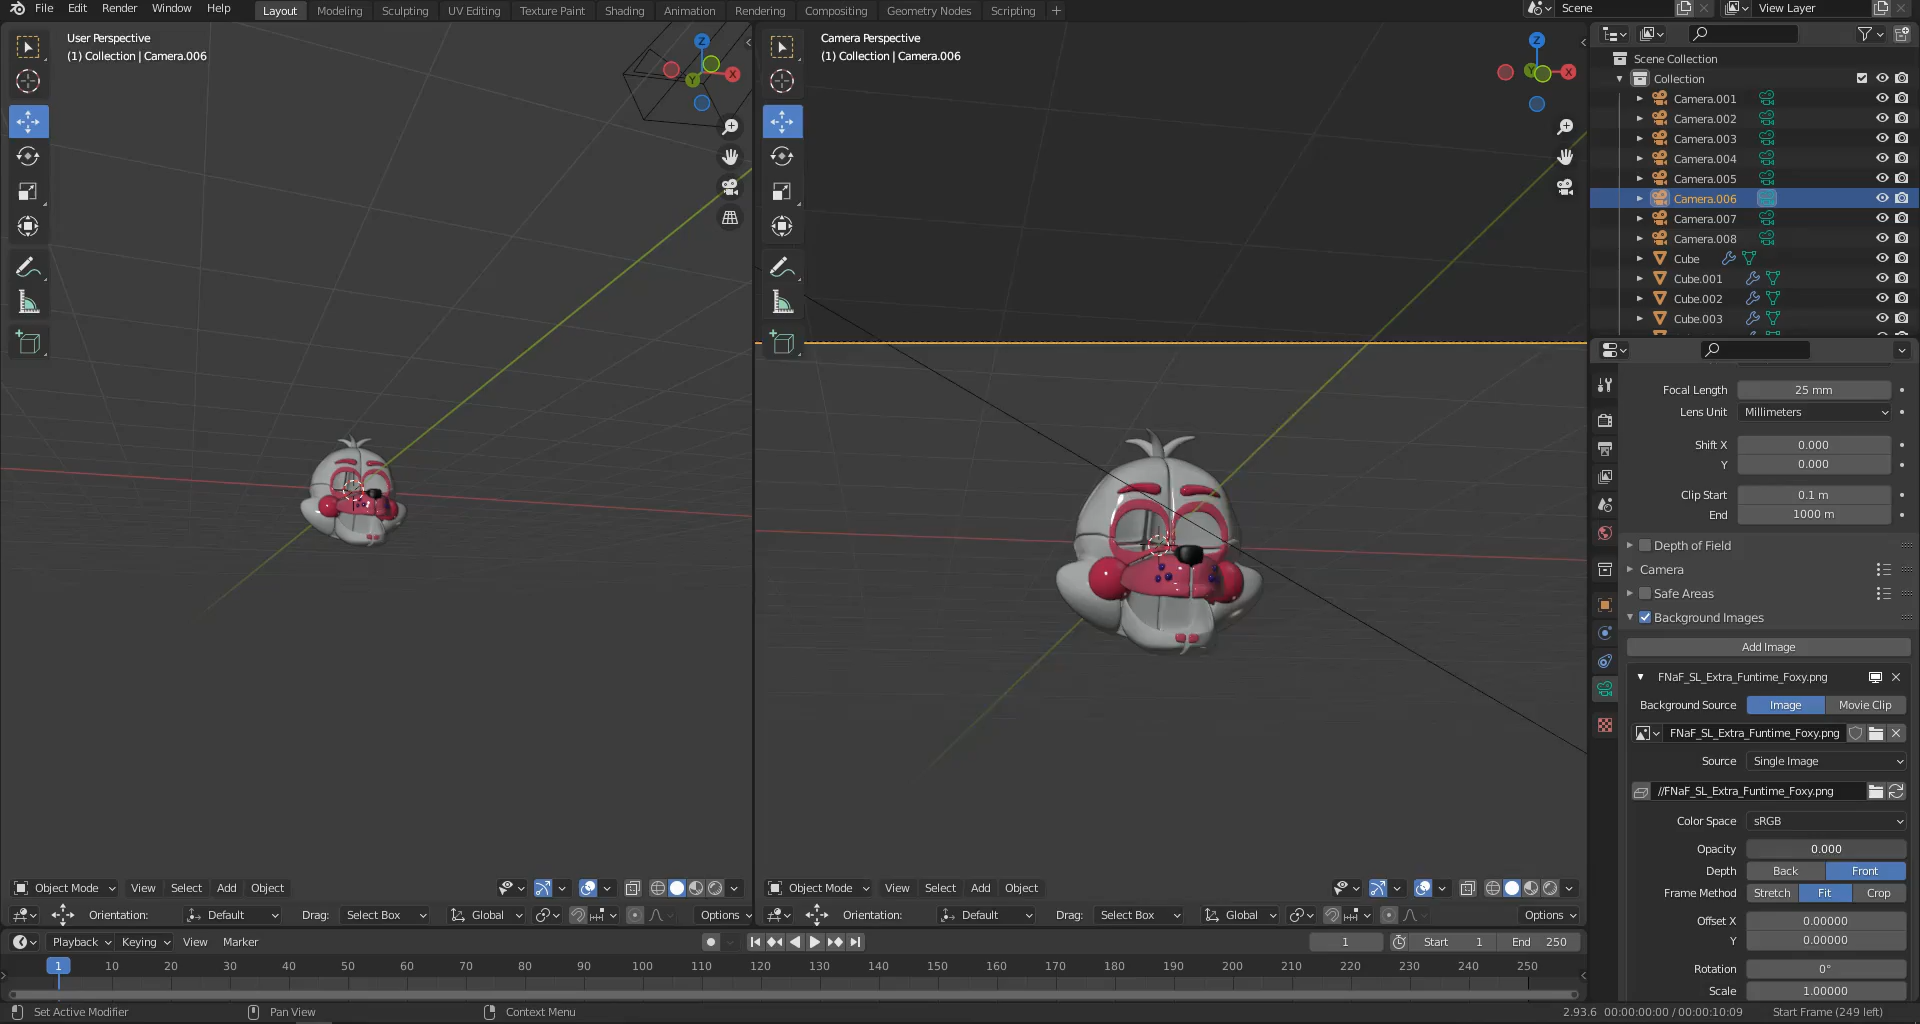 File Edit Render Window Help Layout Modeling Sculpting UV Editing Texture Paint Shading Animation Rendering Compositing Geometry Nodes Scripting + Scene View Layer
User Perspective
(1) Collection | Camera.006
Camera Perspective
(1) Collection | Camera.006
Z
X
Y
Z
X
Y
Scene Collection
Collection
Camera.001
Camera.002
Camera.003
Camera.004
Camera.005
Camera.006
Camera.007
Camera.008
Cube
Cube.001
Cube.002
Cube.003
Focal Length 25 mm
Lens Unit Millimeters
Shift X 0.000
Y 0.000
Clip Start 0.1 m
End 1000 m
Depth of Field
Camera
Safe Areas
Background Images
Add Image
FNaF_SL_Extra_Funtime_Foxy.png
Background Source Image Movie Clip
FNaF_SL_Extra_Funtime_Foxy.png
Source Single Image
//FNaF_SL_Extra_Funtime_Foxy.png
Color Space sRGB
Opacity 0.000
Depth Back Front
Frame Method Stretch Fit Crop
Offset X 0.00000
Y 0.00000
Rotation 0°
Scale 1.00000
Object Mode View Select Add Object
Orientation: Default Drag: Select Box Global Options
Object Mode View Select Add Object
Orientation: Default Drag: Select Box Global Options
Playback Keying View Marker 1 Start 1 End 250
1 10 20 30 40 50 60 70 80 90 100 110 120 130 140 150 160 170 180 190 200 210 220 230 240 250
Set Active Modifier Pan View Context Menu 2.93.6 00:00:00:00 / 00:00:10:09 Start Frame (249 left)